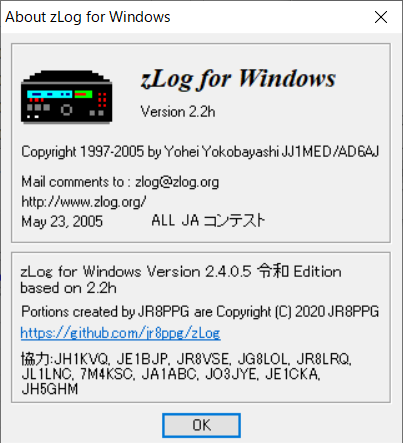 About zLog for Windows
zLog for Windows
Version 2.2h
Copyright 1997-2005 by Yohei Yokobayashi JJ1MED/AD6AJ
Mail comments to : zlog@zlog.org
http://www.zlog.org/
May 23, 2005 ALL JA コンテスト
zLog for Windows Version 2.4.0.5 令和 Edition
based on 2.2h
Portions created by JR8PPG are Copyright (C) 2020 JR8PPG
https://github.com/jr8ppg/zLog
協力:JH1KVQ, JE1BJP, JR8VSE, JG8LOL, JR8LRQ,
JL1LNC, 7M4KSC, JA1ABC, JO3JYE, JE1CKA,
JH5GHM
OK